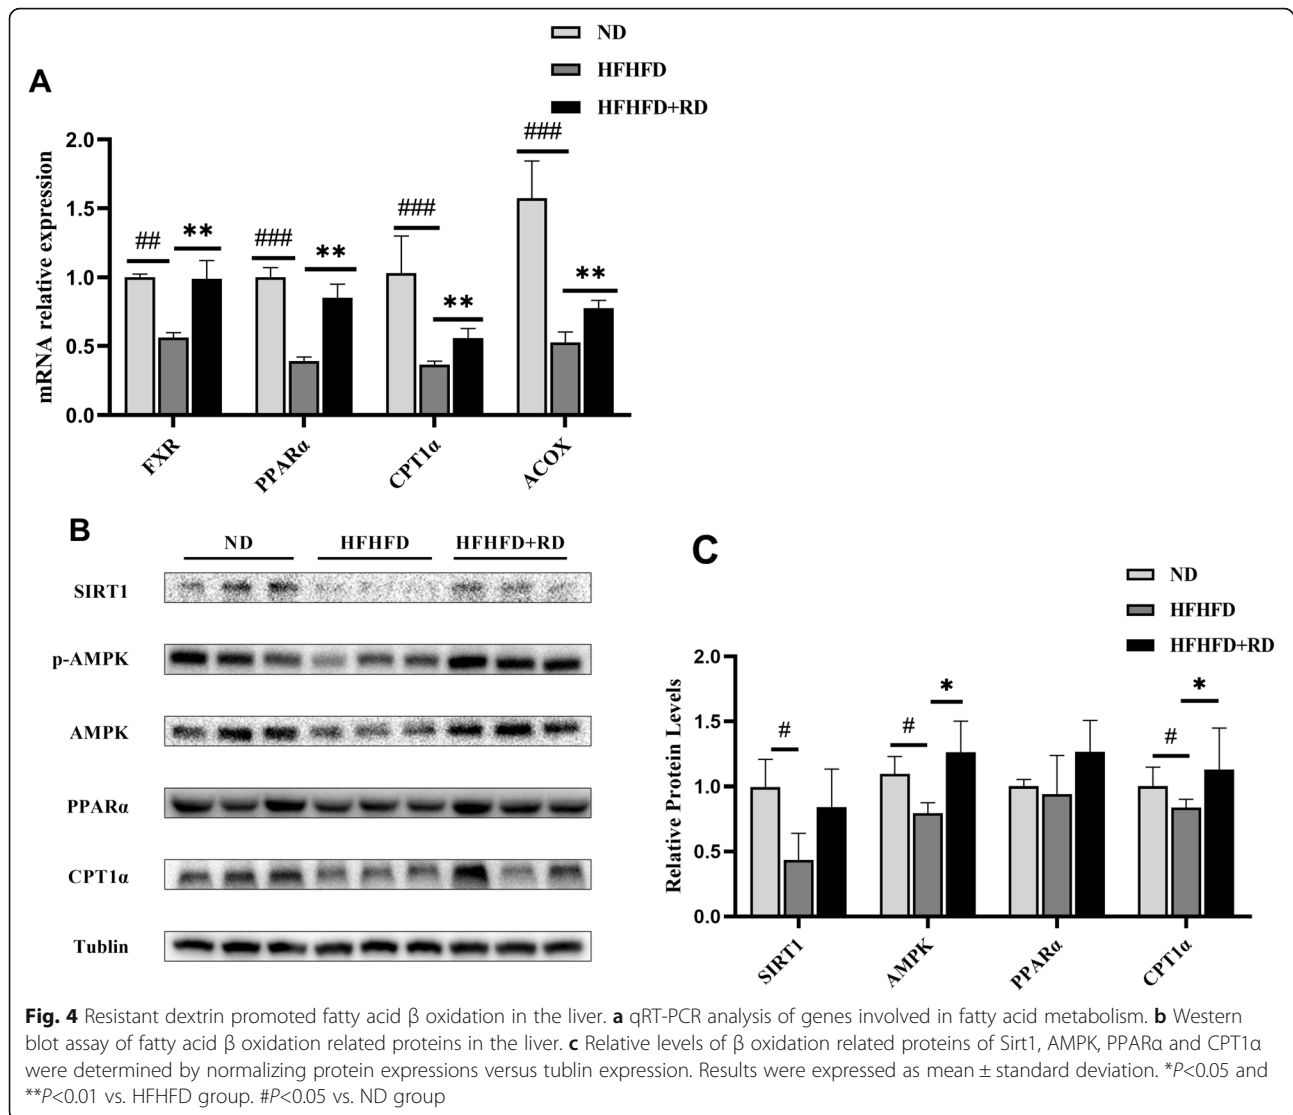 ND
HFHFD
HFHFD+RD
A
mRNA relative expression
2.0
1.5
1.0
0.5
0.0
## ** ### ** ### ** ### **
FXR PPARα CPT1α ACOX
B
ND HFHFD HFHFD+RD
SIRT1
p-AMPK
AMPK
PPARα
CPT1α
Tublin
C
ND
HFHFD
HFHFD+RD
Relative Protein Levels
2.0
1.5
1.0
0.5
0.0
# # * # *
SIRT1 AMPK PPARα CPT1α
Fig. 4 Resistant dextrin promoted fatty acid β oxidation in the liver. a qRT-PCR analysis of genes involved in fatty acid metabolism. b Western
blot assay of fatty acid β oxidation related proteins in the liver. c Relative levels of β oxidation related proteins of Sirt1, AMPK, PPARα and CPT1α
were determined by normalizing protein expressions versus tublin expression. Results were expressed as mean ± standard deviation. *P<0.05 and
**P<0.01 vs. HFHFD group. #P<0.05 vs. ND group